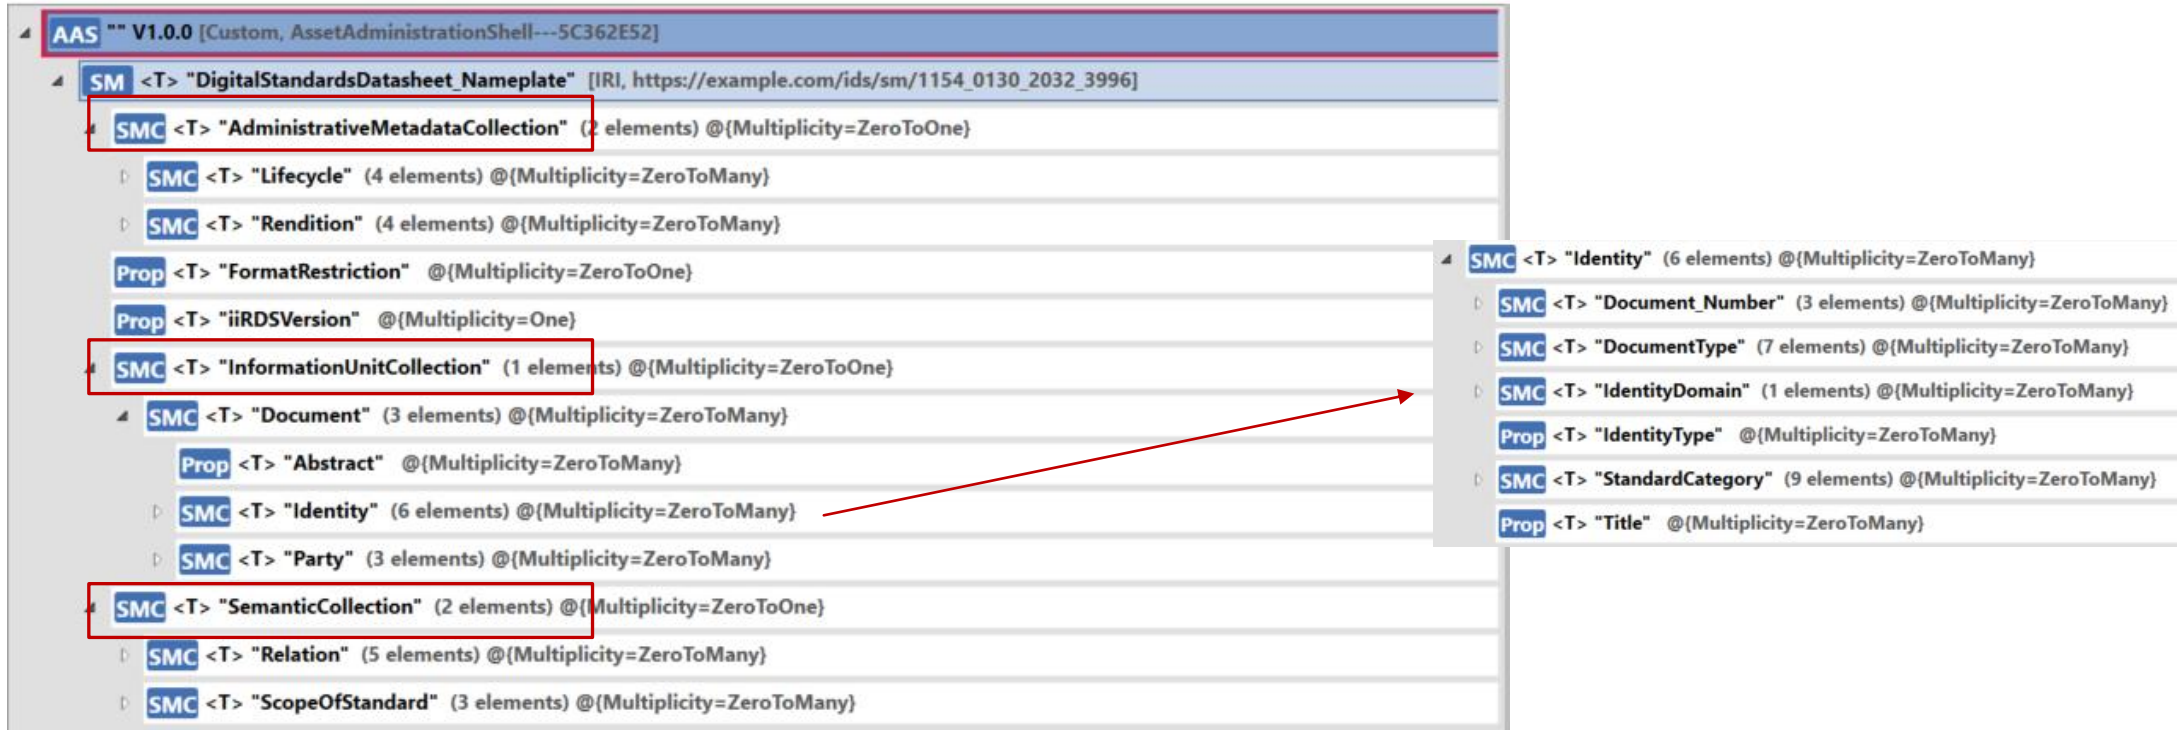 AAS "" V1.0.0 [Custom, AssetAdministrationShell---5C362E52]
SM <T> "DigitalStandardsDatasheet_Nameplate" [IRI, https://example.com/ids/sm/1154_0130_2032_3996]
SMC <T> "AdministrativeMetadataCollection" (2 elements) @{Multiplicity=ZeroToOne}
SMC <T> "Lifecycle" (4 elements) @{Multiplicity=ZeroToMany}
SMC <T> "Rendition" (4 elements) @{Multiplicity=ZeroToMany}
Prop <T> "FormatRestriction" @{Multiplicity=ZeroToOne}
Prop <T> "iiRDSVersion" @{Multiplicity=One}
SMC <T> "InformationUnitCollection" (1 elements) @{Multiplicity=ZeroToOne}
SMC <T> "Document" (3 elements) @{Multiplicity=ZeroToMany}
Prop <T> "Abstract" @{Multiplicity=ZeroToMany}
SMC <T> "Identity" (6 elements) @{Multiplicity=ZeroToMany}
SMC <T> "Party" (3 elements) @{Multiplicity=ZeroToMany}
SMC <T> "SemanticCollection" (2 elements) @{Multiplicity=ZeroToOne}
SMC <T> "Relation" (5 elements) @{Multiplicity=ZeroToMany}
SMC <T> "ScopeOfStandard" (3 elements) @{Multiplicity=ZeroToMany}
SMC <T> "Identity" (6 elements) @{Multiplicity=ZeroToMany}
SMC <T> "Document_Number" (3 elements) @{Multiplicity=ZeroToMany}
SMC <T> "DocumentType" (7 elements) @{Multiplicity=ZeroToMany}
SMC <T> "IdentityDomain" (1 elements) @{Multiplicity=ZeroToMany}
Prop <T> "IdentityType" @{Multiplicity=ZeroToMany}
SMC <T> "StandardCategory" (9 elements) @{Multiplicity=ZeroToMany}
Prop <T> "Title" @{Multiplicity=ZeroToMany}